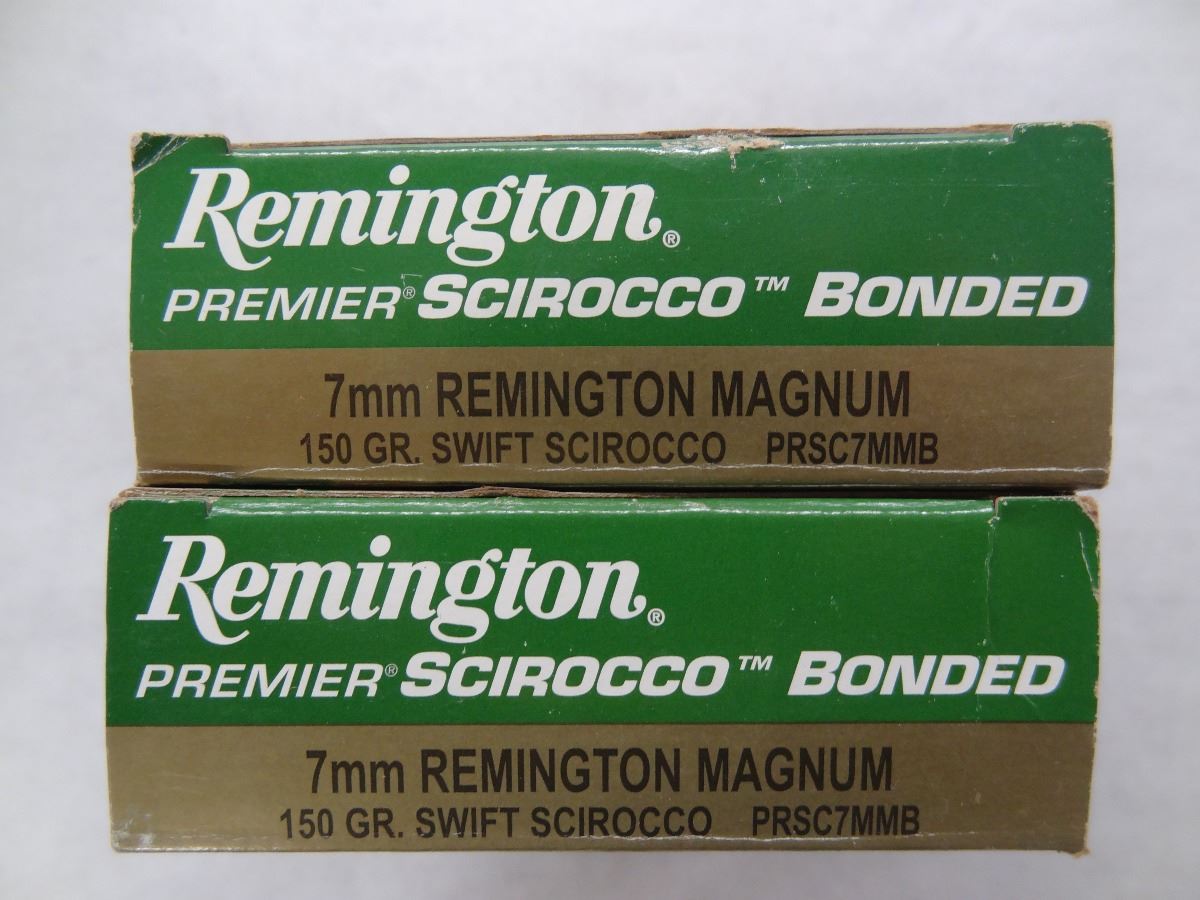 Remington®
PREMIER® SCIROCCO™ BONDED
7mm REMINGTON MAGNUM
150 GR. SWIFT SCIROCCO PRSC7MMB
Remington®
PREMIER® SCIROCCO™ BONDED
7mm REMINGTON MAGNUM
150 GR. SWIFT SCIROCCO PRSC7MMB